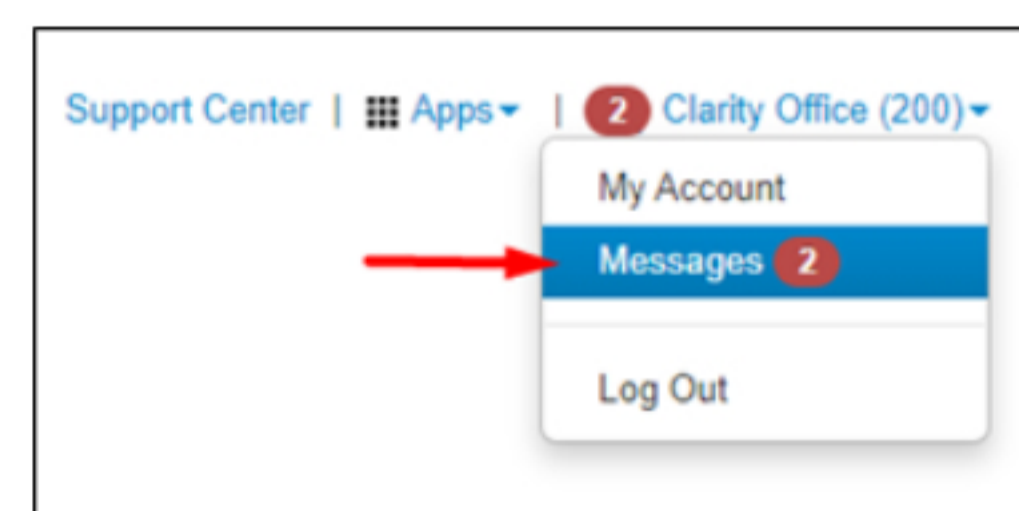 Support Center | Apps | 2 Clarity Office (200)
My Account
Messages 2
Log Out